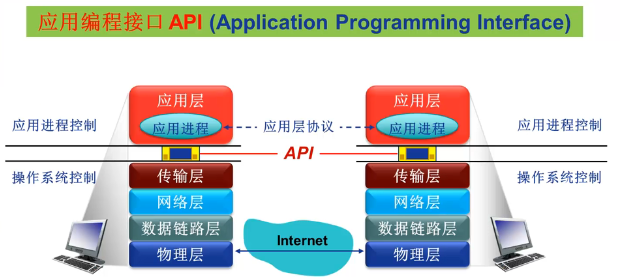 应用编程接口 API (Application Programming Interface)
应用层
应用层
应用进程控制
应用进程
应用层协议
应用进程
应用进程控制
API
操作系统控制
传输层
传输层
操作系统控制
网络层
网络层
数据链路层
数据链路层
Internet
物理层
物理层